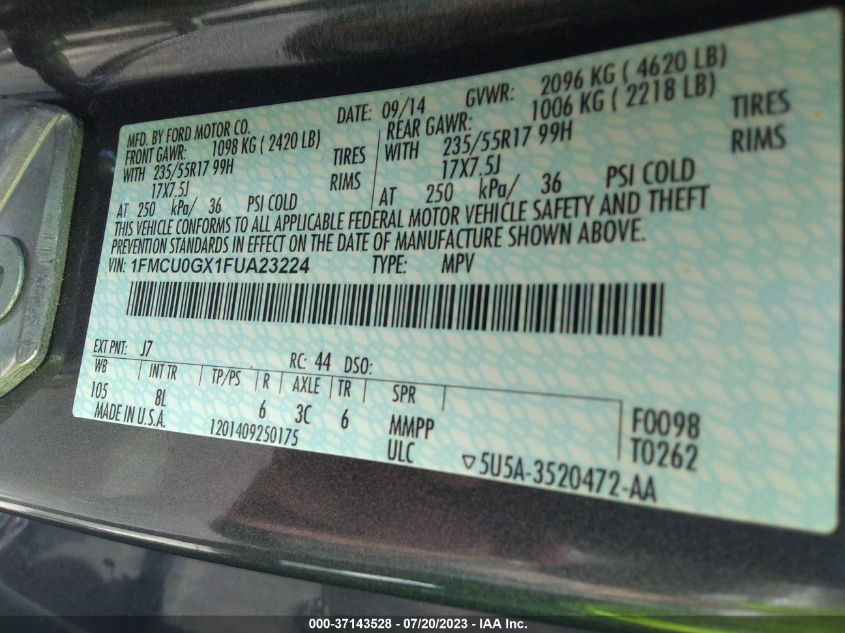 MFD. BY FORD MOTOR CO.
DATE: 09/14 GVWR: 2096 KG ( 4620 LB)
FRONT GAWR: 1098 KG ( 2420 LB)
REAR GAWR: 1006 KG ( 2218 LB)
WITH 235/55R17 99H TIRES
WITH 235/55R17 99H TIRES
17X7.5J RIMS
17X7.5J RIMS
AT 250 kPa/ 36 PSI COLD
AT 250 kPa/ 36 PSI COLD
THIS VEHICLE CONFORMS TO ALL APPLICABLE FEDERAL MOTOR VEHICLE SAFETY AND THEFT
PREVENTION STANDARDS IN EFFECT ON THE DATE OF MANUFACTURE SHOWN ABOVE.
VIN: 1FMCU0GX1FUA23224 TYPE: MPV
EXT PNT: J7 RC: 44 DSO:
WB INT TR TP/PS R AXLE TR SPR
105 8L 6 3C 6 MMPP F0098
MADE IN U.S.A. 1201409250175 ULC T0262
▽5U5A-3520472-AA
000-37143528 - 07/20/2023 - IAA Inc.